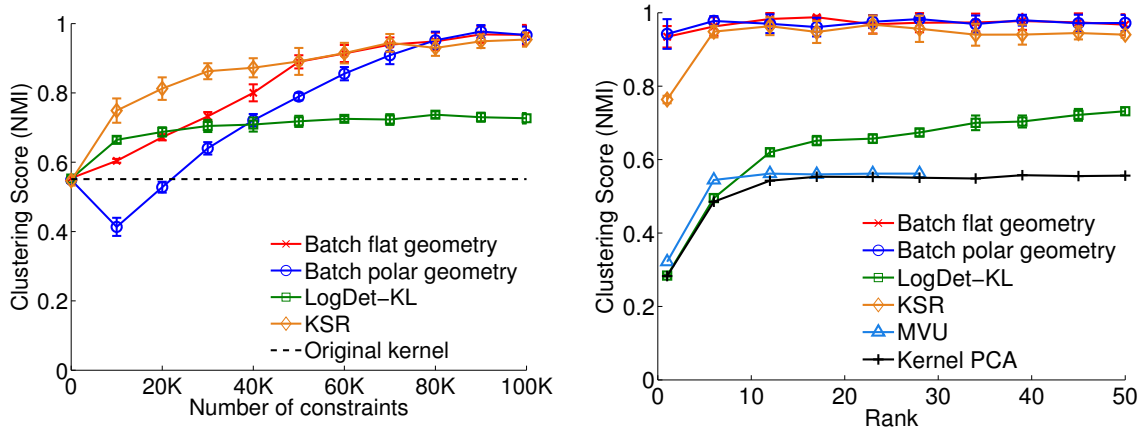 Clustering Score (NMI)
1
0.8
0.6
0.4
0.2
0
0
20K
40K
60K
80K
100K
Number of constraints
Batch flat geometry
Batch polar geometry
LogDet−KL
KSR
Original kernel
Clustering Score (NMI)
1
0.8
0.6
0.4
0.2
0
0
10
20
30
40
50
Rank
Batch flat geometry
Batch polar geometry
LogDet−KL
KSR
MVU
Kernel PCA